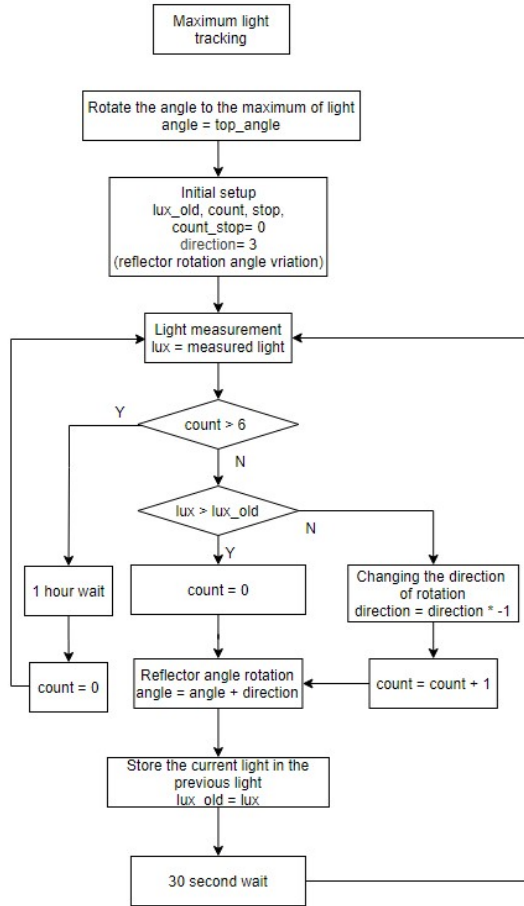 Maximum light
tracking
Rotate the angle to the maximum of light
angle = top_angle
Initial setup
lux_old, count, stop,
count_stop= 0
direction= 3
(reflector rotation angle vriation)
Light measurement
lux = measured light
Y
count > 6
N
lux > lux_old
N
Y
1 hour wait
count = 0
Changing the direction
of rotation
direction = direction * -1
count = 0
Reflector angle rotation
angle = angle + direction
count = count + 1
Store the current light in the
previous light
lux_old = lux
30 second wait